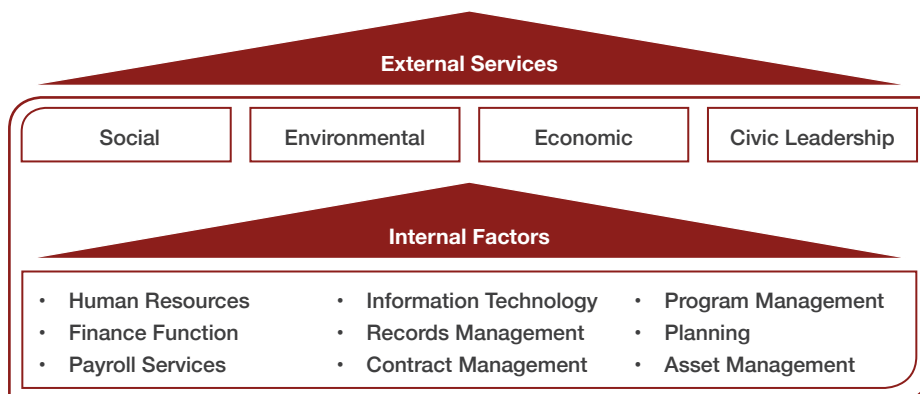 External Services
Social
Environmental
Economic
Civic Leadership
Internal Factors
• Human Resources
• Finance Function
• Payroll Services
• Information Technology
• Records Management
• Contract Management
• Program Management
• Planning
• Asset Management